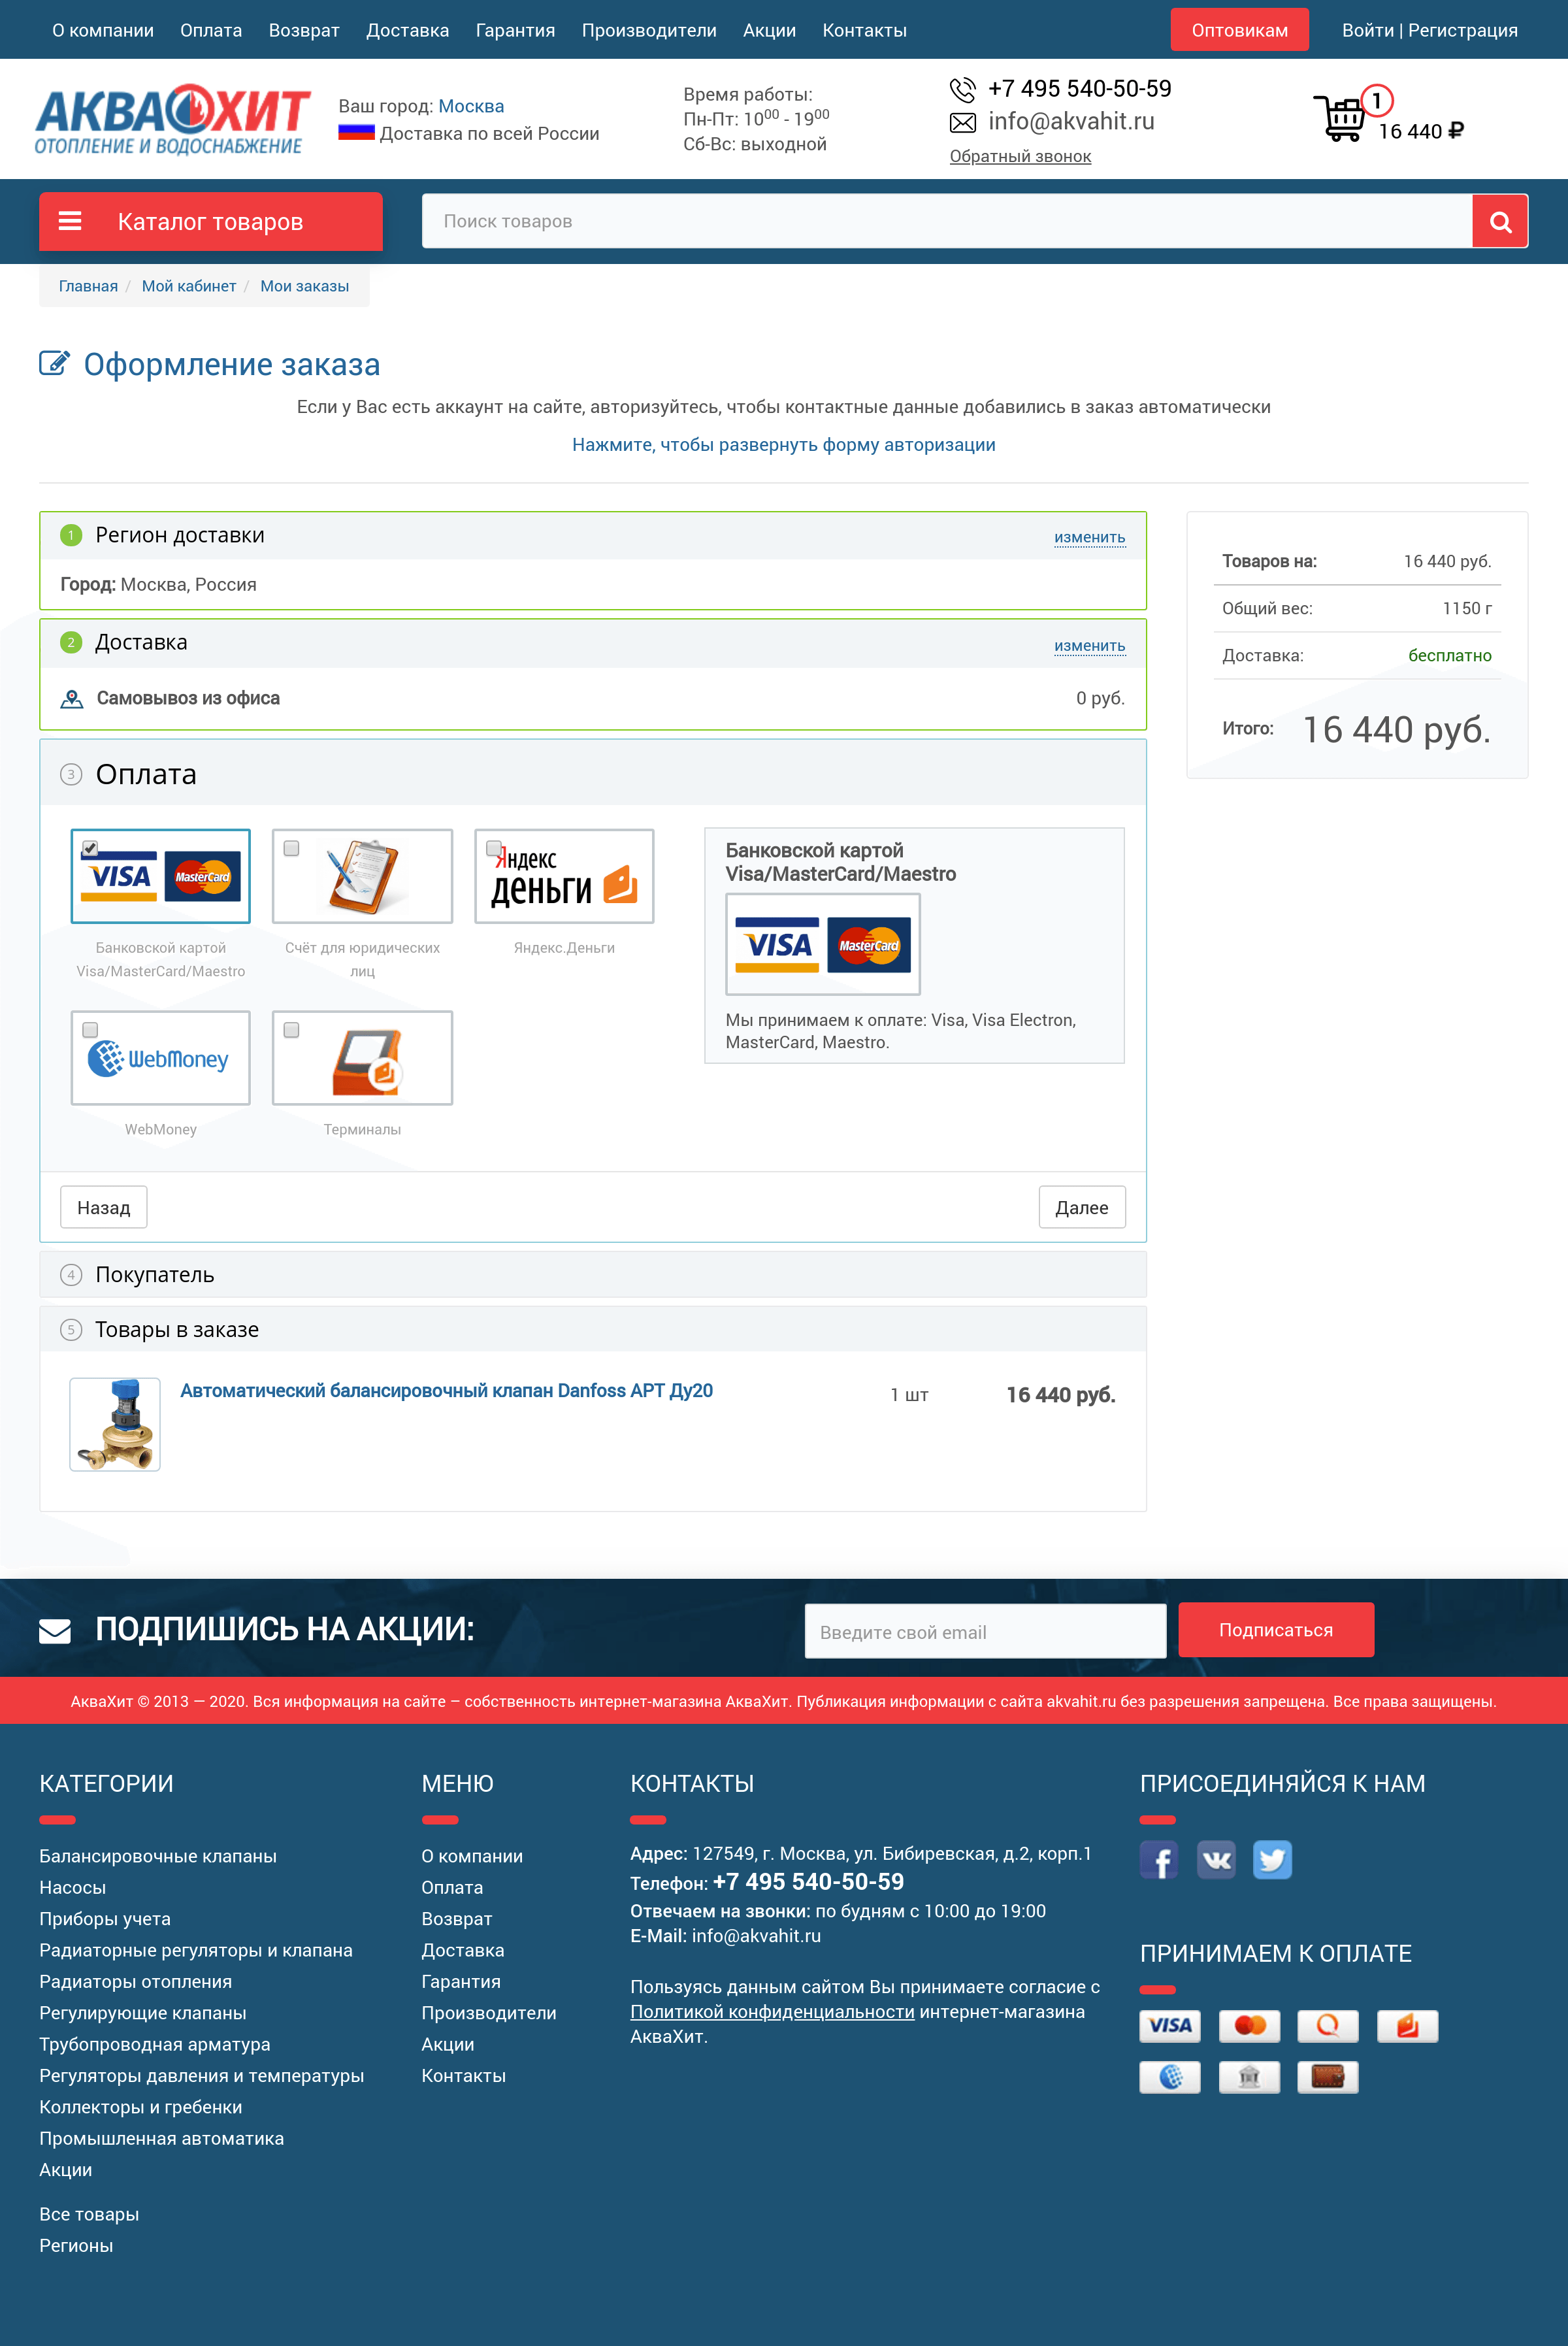 О компании Оплата Возврат Доставка Гарантия Производители Акции Контакты Оптовикам Войти | Регистрация
АКВАХИТ
ОТОПЛЕНИЕ И ВОДОСНАБЖЕНИЕ
Ваш город: Москва
Доставка по всей России
Время работы:
Пн-Пт: 10⁰⁰ - 19⁰⁰
Сб-Вс: выходной
+7 495 540-50-59
info@akvahit.ru
Обратный звонок
1
16 440 ₽
Каталог товаров
Поиск товаров
Главная / Мой кабинет / Мои заказы
Оформление заказа
Если у Вас есть аккаунт на сайте, авторизуйтесь, чтобы контактные данные добавились в заказ автоматически
Нажмите, чтобы развернуть форму авторизации
1 Регион доставки изменить
Город: Москва, Россия
2 Доставка изменить
Самовывоз из офиса 0 руб.
Товаров на: 16 440 руб.
Общий вес: 1150 г
Доставка: бесплатно
Итого: 16 440 руб.
3 Оплата
VISA MasterCard
Банковской картой
Visa/MasterCard/Maestro
Счёт для юридических
лиц
Яндекс
деньги
Яндекс.Деньги
WebMoney
WebMoney
Терминалы
Банковской картой
Visa/MasterCard/Maestro
VISA MasterCard
Мы принимаем к оплате: Visa, Visa Electron,
MasterCard, Maestro.
Назад Далее
4 Покупатель
5 Товары в заказе
Автоматический балансировочный клапан Danfoss APT Ду20 1 шт 16 440 руб.
ПОДПИШИСЬ НА АКЦИИ:
Введите свой email
Подписаться
АкваХит © 2013 — 2020. Вся информация на сайте – собственность интернет-магазина АкваХит. Публикация информации с сайта akvahit.ru без разрешения запрещена. Все права защищены.
КАТЕГОРИИ
Балансировочные клапаны
Насосы
Приборы учета
Радиаторные регуляторы и клапана
Радиаторы отопления
Регулирующие клапаны
Трубопроводная арматура
Регуляторы давления и температуры
Коллекторы и гребенки
Промышленная автоматика
Акции
Все товары
Регионы
МЕНЮ
О компании
Оплата
Возврат
Доставка
Гарантия
Производители
Акции
Контакты
КОНТАКТЫ
Адрес: 127549, г. Москва, ул. Бибиревская, д.2, корп.1
Телефон: +7 495 540-50-59
Отвечаем на звонки: по будням с 10:00 до 19:00
E-Mail: info@akvahit.ru
Пользуясь данным сайтом Вы принимаете согласие с
Политикой конфиденциальности интернет-магазина
АкваХит.
ПРИСОЕДИНЯЙСЯ К НАМ
ПРИНИМАЕМ К ОПЛАТЕ
VISA